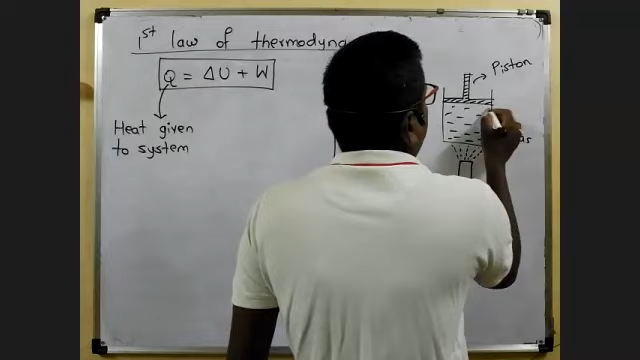 1st law of thermodyna
Q = ΔU + W
Heat given
to system
Piston